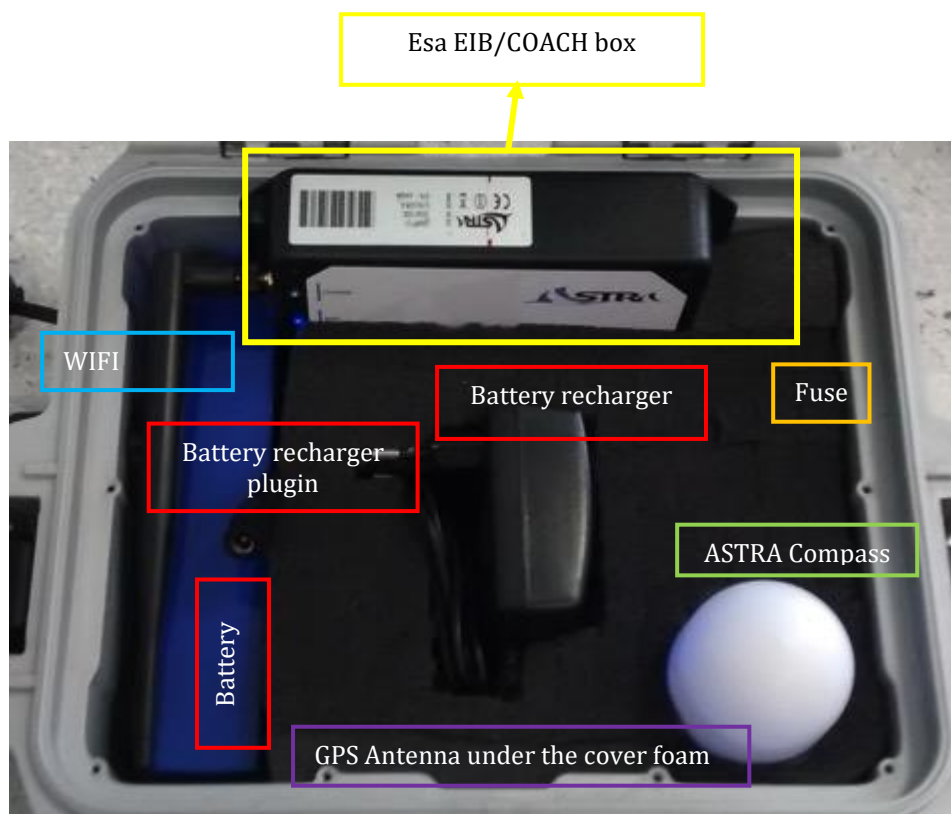 Esa EIB/COACH box
ASTRA
ASTRA
WIFI
Battery recharger
Fuse
Battery recharger
plugin
ASTRA Compass
Battery
GPS Antenna under the cover foam